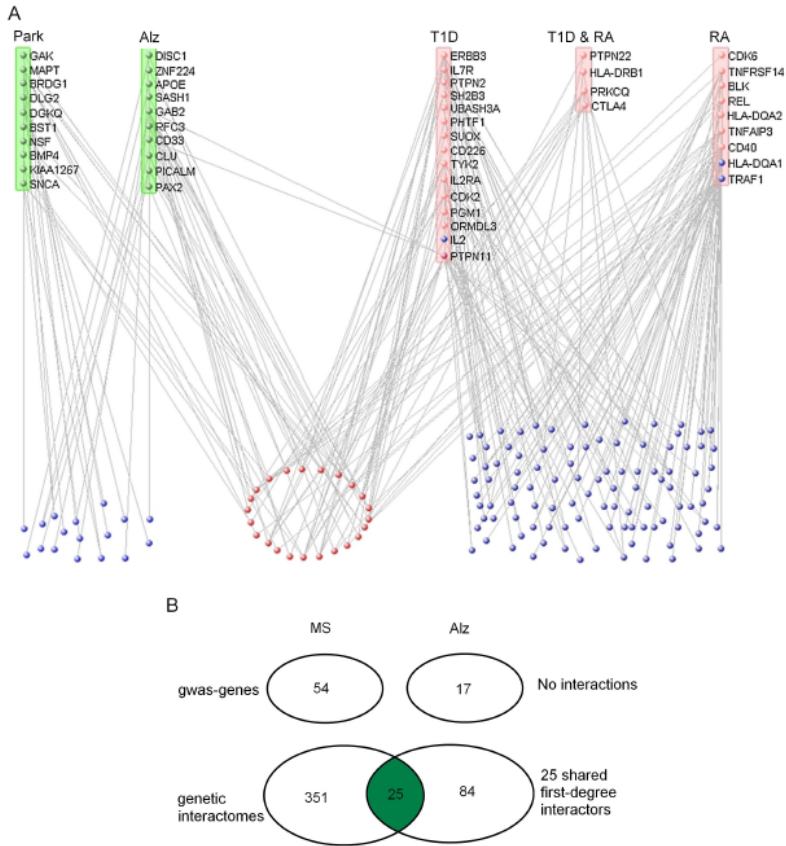 A
Park
Alz
T1D
T1D & RA
RA
GAK
MAPT
BRDG1
DLG2
DGKQ
BST1
NSF
BMP4
KIAA1267
SNCA
DISC1
ZNF224
APOE
SASH1
GAB2
RFC3
CD33
CLU
PICALM
PAX2
ERBB3
IL7R
PTPN2
SH2B3
UBASH3A
PHTF1
SUOX
CD226
TYK2
IL2RA
CDK2
PGM1
ORMDL3
IL2
PTPN11
PTPN22
HLA-DRB1
PRKCQ
CTLA4
CDK6
TNFRSF14
BLK
REL
HLA-DQA2
TNFAIP3
CD40
HLA-DQA1
TRAF1
B
MS
Alz
gwas-genes
54
17
No interactions
genetic
interactomes
351
25
84
25 shared
first-degree
interactors